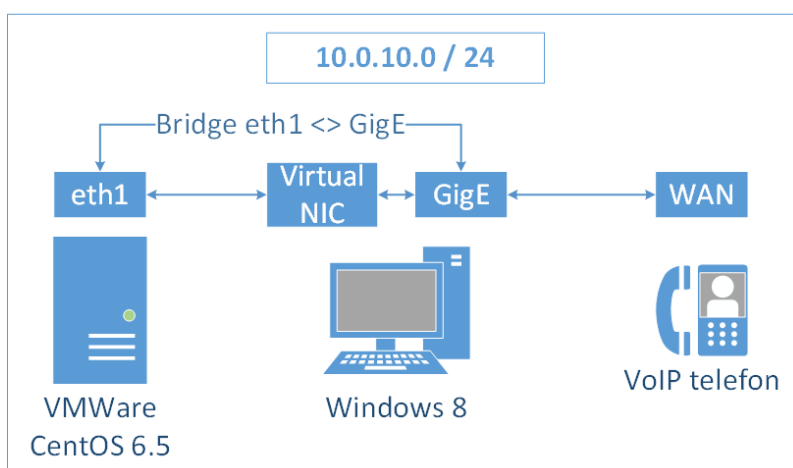 10.0.10.0 / 24
Bridge eth1 <> GigE
eth1
Virtual
NIC
GigE
WAN
VMWare
CentOS 6.5
Windows 8
VoIP telefon